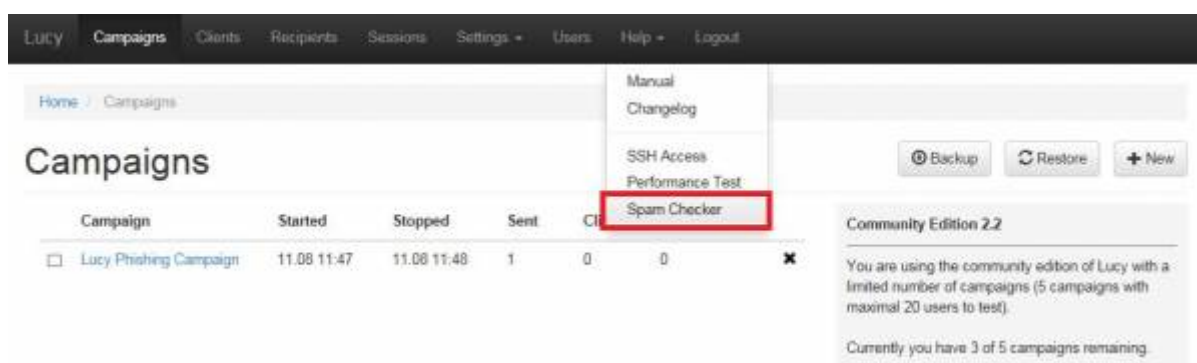 Lucy Campaigns Clients Recipients Sessions Settings Users Help Logout
Manual
Changelog
SSH Access
Performance Test
Spam Checker
Home / Campaigns
Campaigns
Backup Restore New
Campaign Started Stopped Sent
Lucy Phishing Campaign 11.08 11:47 11.08 11:48 1 0 0
Community Edition 2.2
You are using the community edition of Lucy with a
limited number of campaigns (5 campaigns with
maximal 20 users to test).
Currently you have 3 of 5 campaigns remaining.